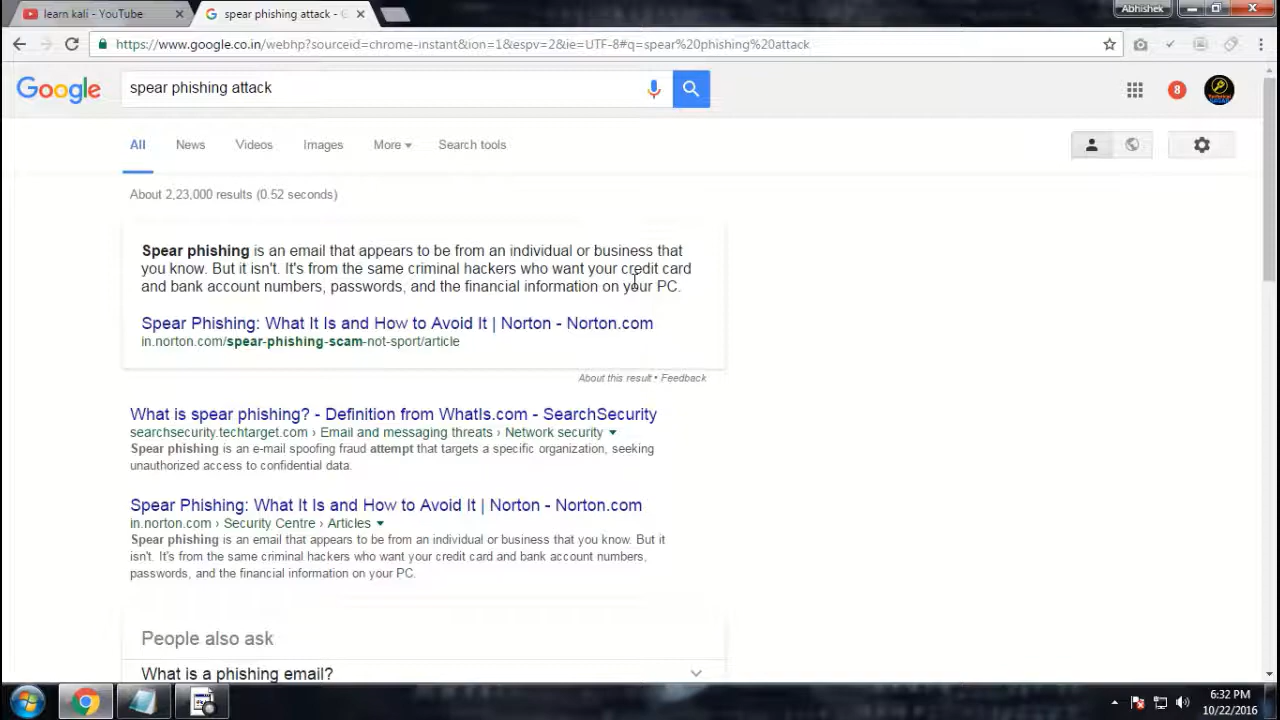 learn kali - YouTube
spear phishing attack - G
Abhishek
https://www.google.co.in/webhp?sourceid=chrome-instant&ion=1&espv=2&ie=UTF-8#q=spear%20phishing%20attack
Google
spear phishing attack
8
All News Videos Images More Search tools
About 2,23,000 results (0.52 seconds)
Spear phishing is an email that appears to be from an individual or business that
you know. But it isn't. It's from the same criminal hackers who want your credit card
and bank account numbers, passwords, and the financial information on your PC.
Spear Phishing: What It Is and How to Avoid It | Norton - Norton.com
in.norton.com/spear-phishing-scam-not-sport/article
About this result • Feedback
What is spear phishing? - Definition from WhatIs.com - SearchSecurity
searchsecurity.techtarget.com › Email and messaging threats › Network security
Spear phishing is an e-mail spoofing fraud attempt that targets a specific organization, seeking
unauthorized access to confidential data.
Spear Phishing: What It Is and How to Avoid It | Norton - Norton.com
in.norton.com › Security Centre › Articles
Spear phishing is an email that appears to be from an individual or business that you know. But it
isn't. It's from the same criminal hackers who want your credit card and bank account numbers,
passwords, and the financial information on your PC.
People also ask
What is a phishing email?
6:32 PM
10/22/2016